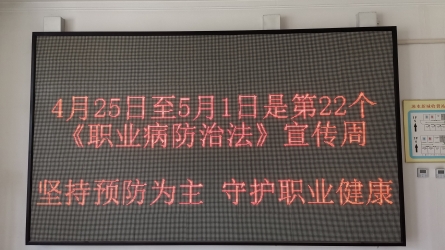 4月25日至5月1日是第22个
《职业病防治法》宣传周
坚持预防为主 守护职业健康